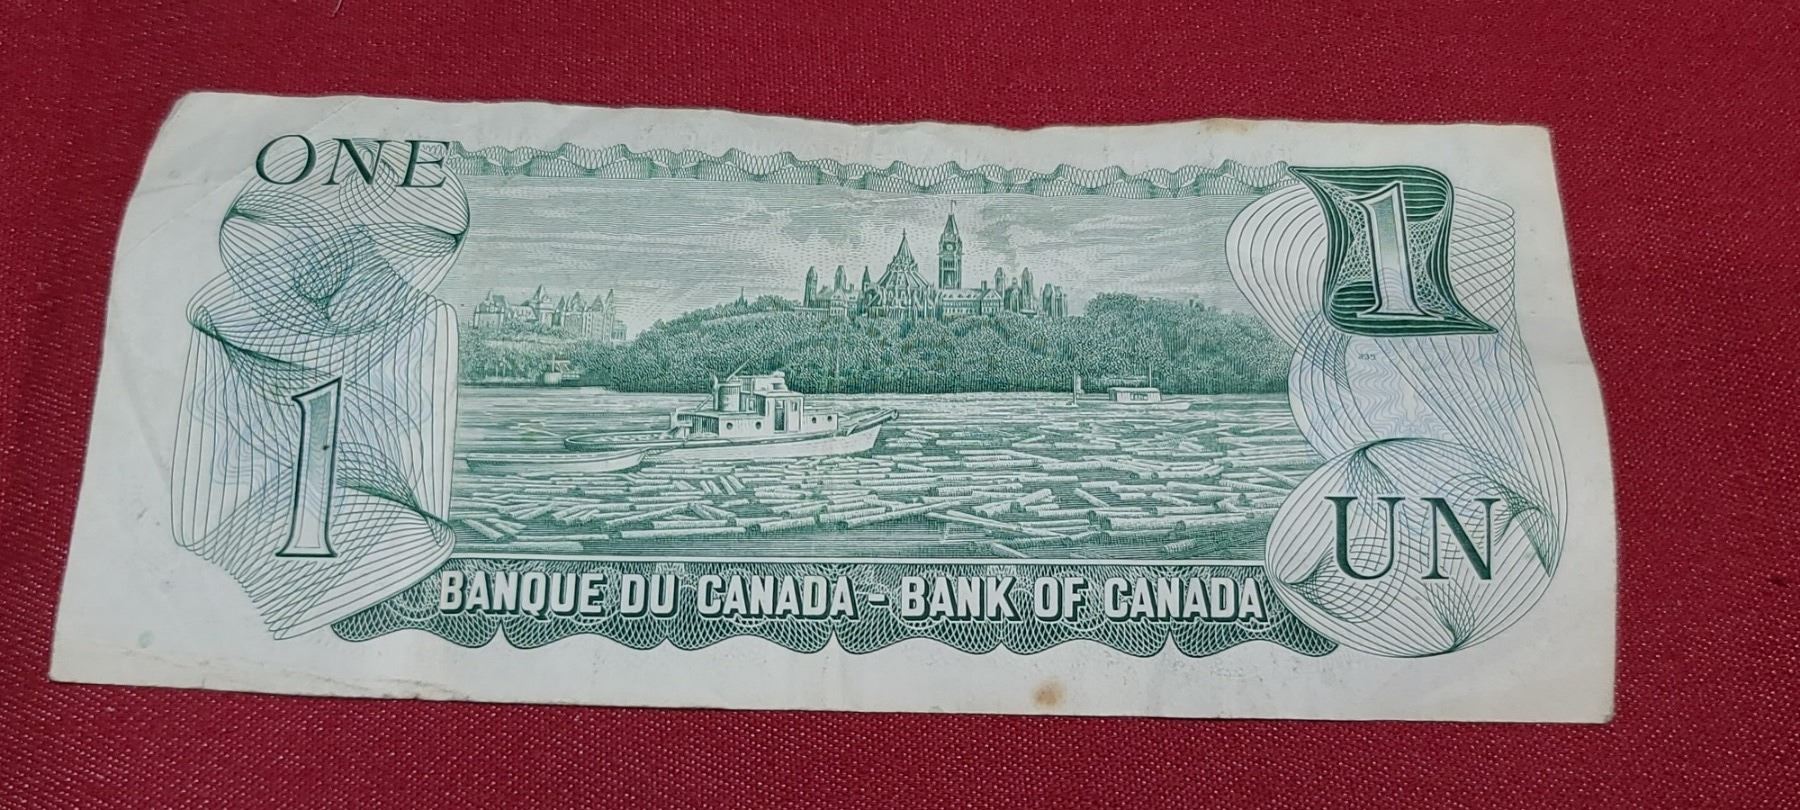 ONE
1
1
BANQUE DU CANADA - BANK OF CANADA
UN